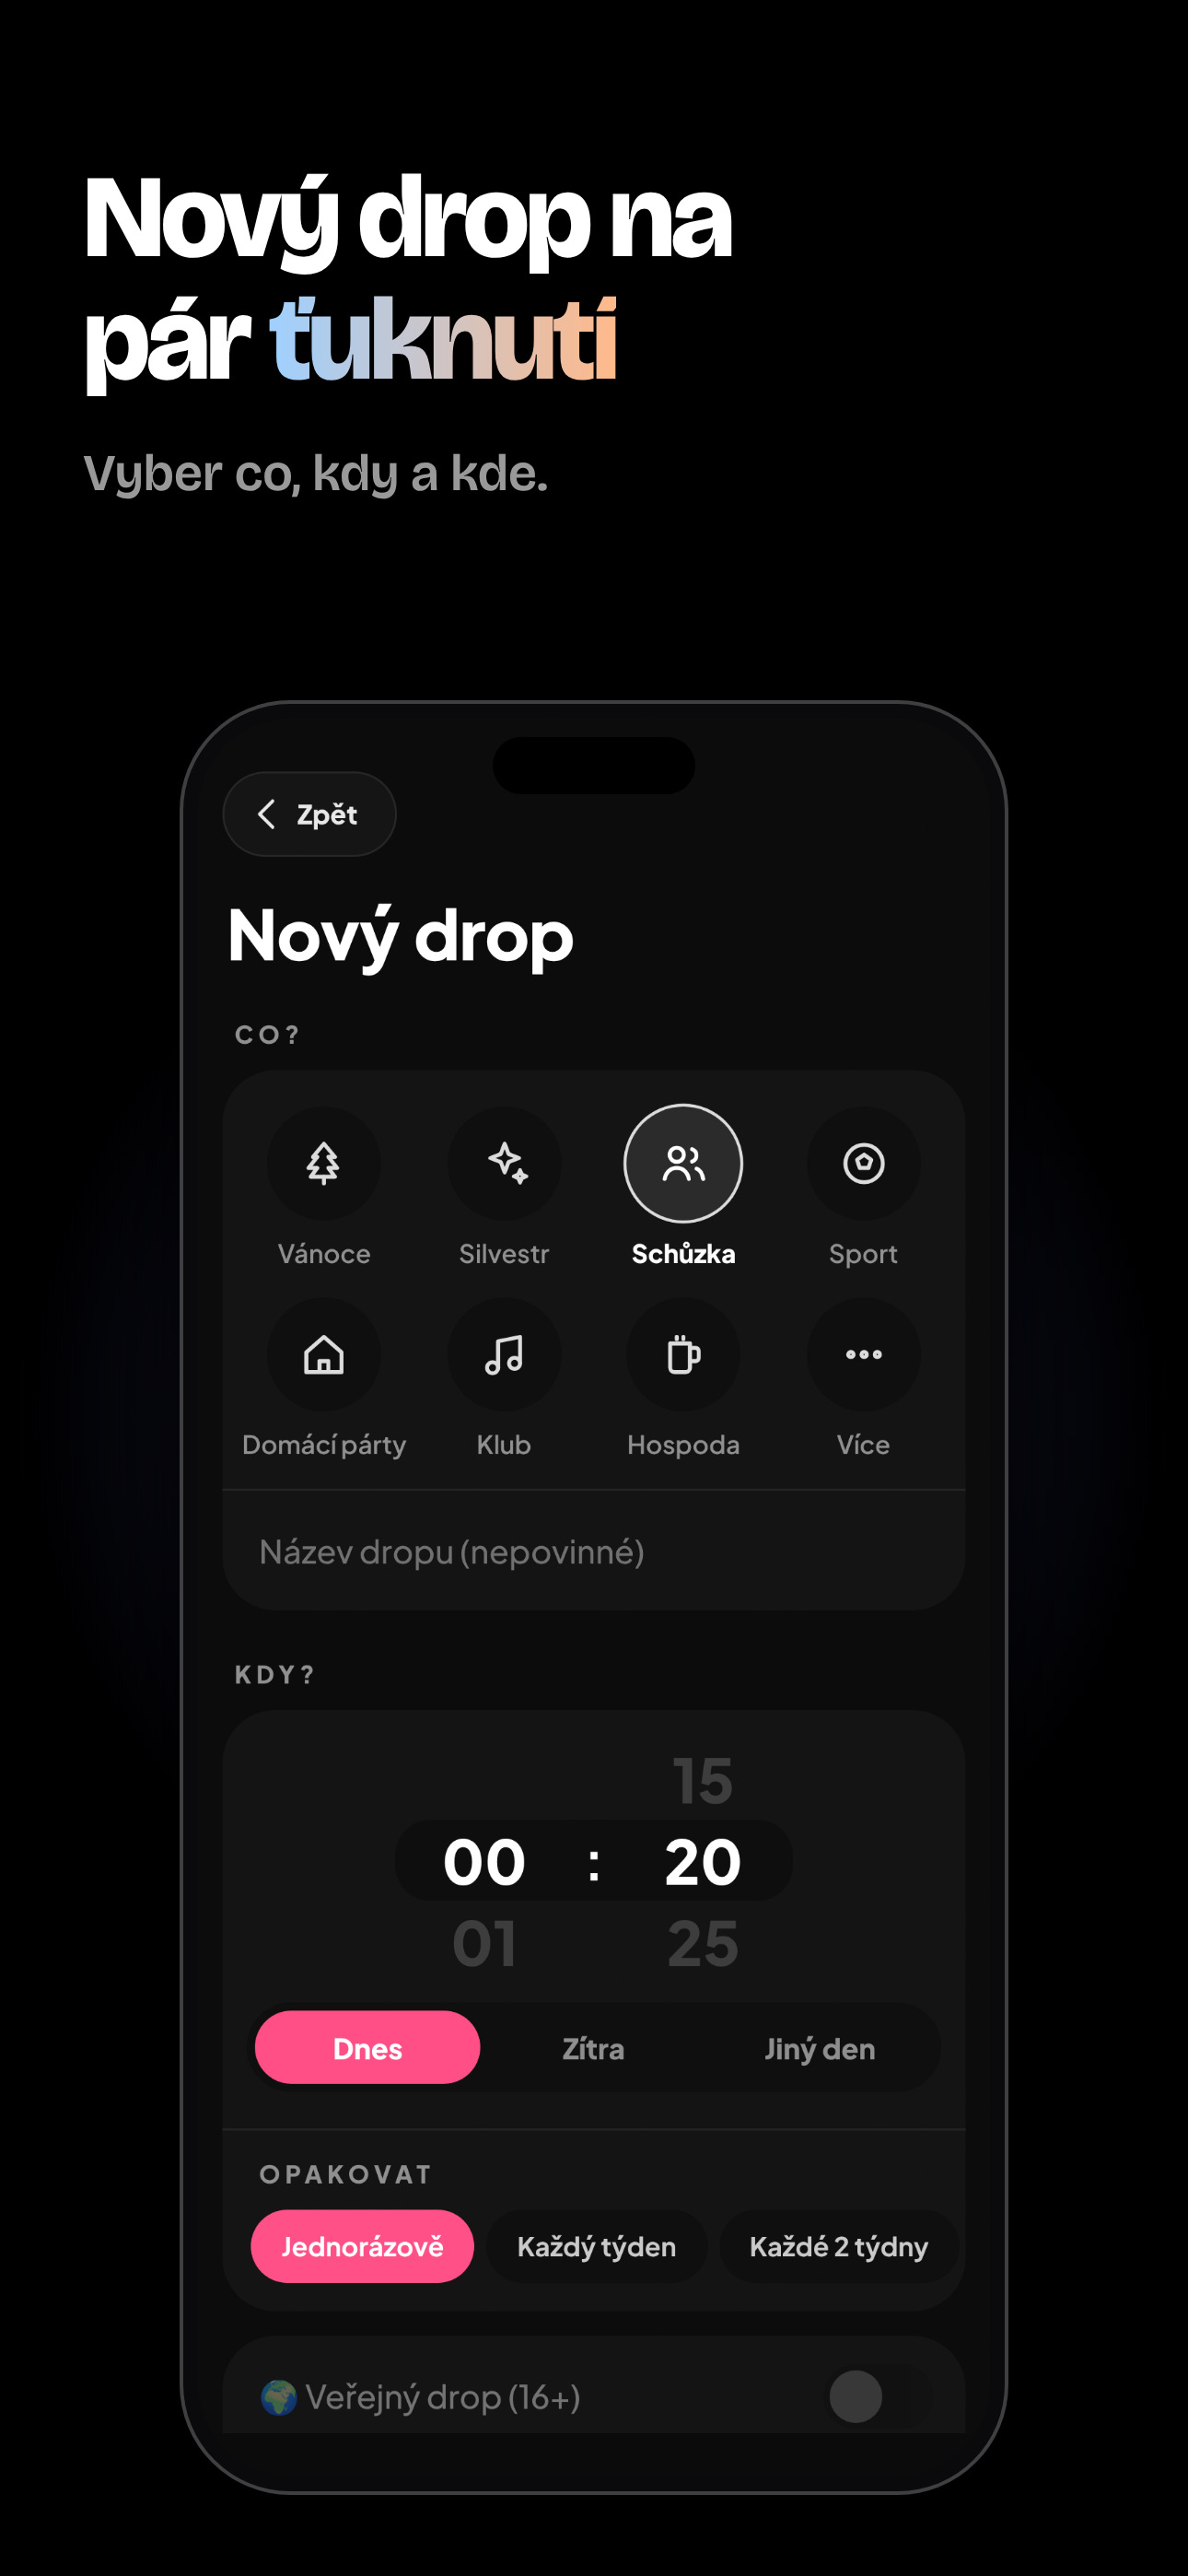 Nový drop na
pár ťuknutí
Vyber co, kdy a kde.
Zpět
Nový drop
CO?
Vánoce Silvestr Schůzka Sport
Domácí párty Klub Hospoda Více
Název dropu (nepovinné)
KDY?
15
00 : 20
01 25
Dnes Zítra Jiný den
OPAKOVAT
Jednorázově Každý týden Každé 2 týdny
🌍 Veřejný drop (16+)